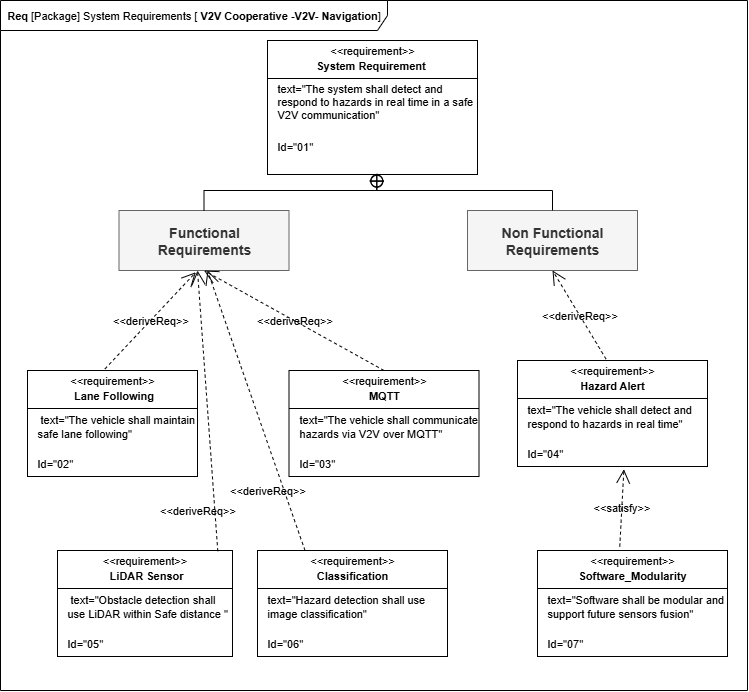 Req [Package] System Requirements [ V2V Cooperative -V2V- Navigation]
<<requirement>>
System Requirement
text="The system shall detect and
respond to hazards in real time in a safe
V2V communication"
Id="01"
Functional
Requirements
Non Functional
Requirements
<<deriveReq>>
<<deriveReq>>
<<deriveReq>>
<<requirement>>
Lane Following
text="The vehicle shall maintain
safe lane following"
Id="02"
<<requirement>>
MQTT
text="The vehicle shall communicate
hazards via V2V over MQTT"
Id="03"
<<requirement>>
Hazard Alert
text="The vehicle shall detect and
respond to hazards in real time"
Id="04"
<<deriveReq>>
<<deriveReq>>
<<satisfy>>
<<requirement>>
LiDAR Sensor
text="Obstacle detection shall
use LiDAR within Safe distance "
Id="05"
<<requirement>>
Classification
text="Hazard detection shall use
image classification"
Id="06"
<<requirement>>
Software_Modularity
text="Software shall be modular and
support future sensors fusion"
Id="07"